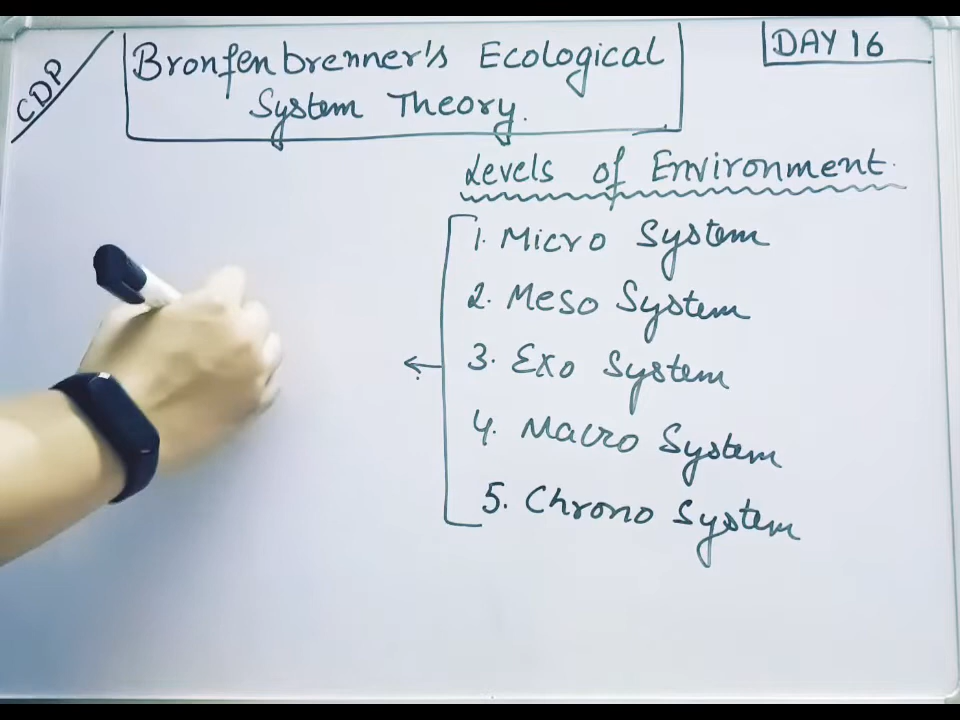 CDP
Bronfenbrenner's Ecological
System Theory.
DAY 16
Levels of Environment.
1. Micro System
2. Meso System
3. Exo System
4. Macro System
5. Chrono System